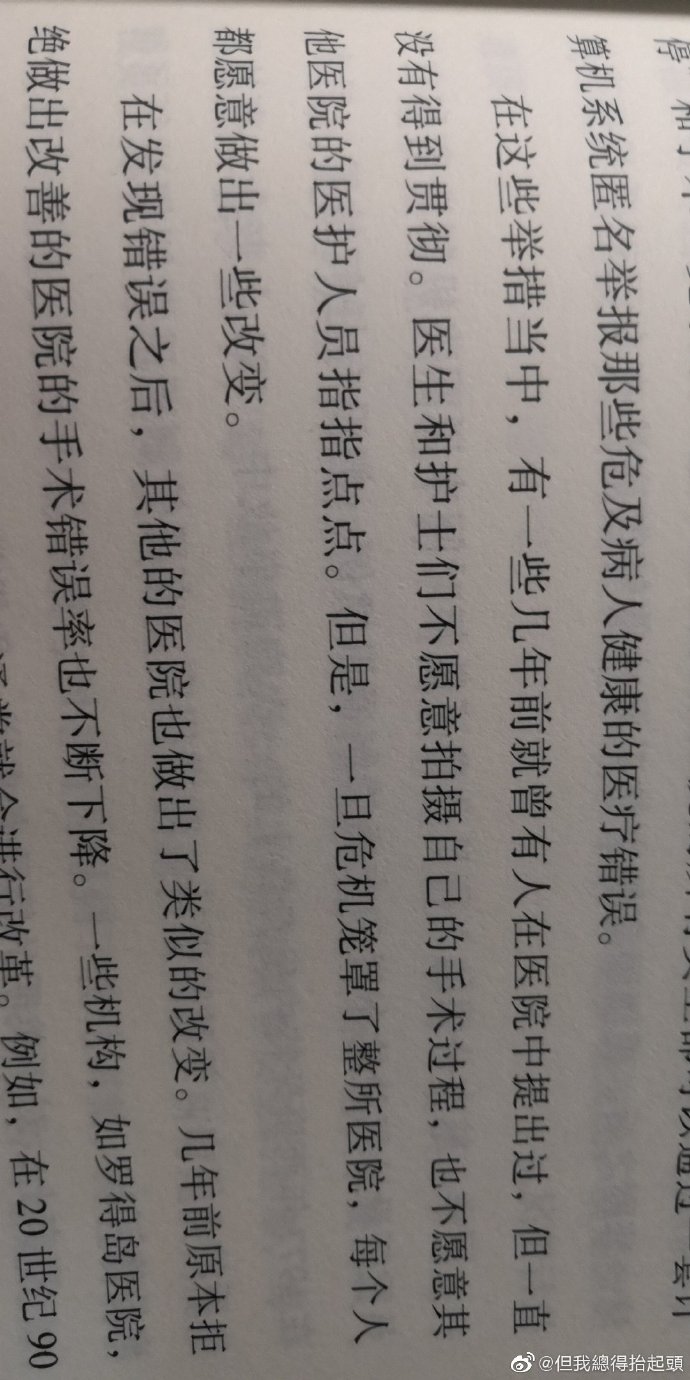 算机系统匿名举报那些危及病人健康的医疗错误。
在这些举措当中，有一些几年前就曾有人在医院中提出过，但一直
没有得到贯彻。医生和护士们不愿意拍摄自己的手术过程，也不愿意其
他医院的医护人员指指点点。但是，一旦危机笼罩了整所医院，每个人
都愿意做出一些改变。
在发现错误之后，其他的医院也做出了类似的改变。几年前原本拒
绝做出改善的医院的手术错误率也不断下降。一些机构，如罗得岛医院，
就会进行改革。例如，在20世纪90
@但我總得抬起頭